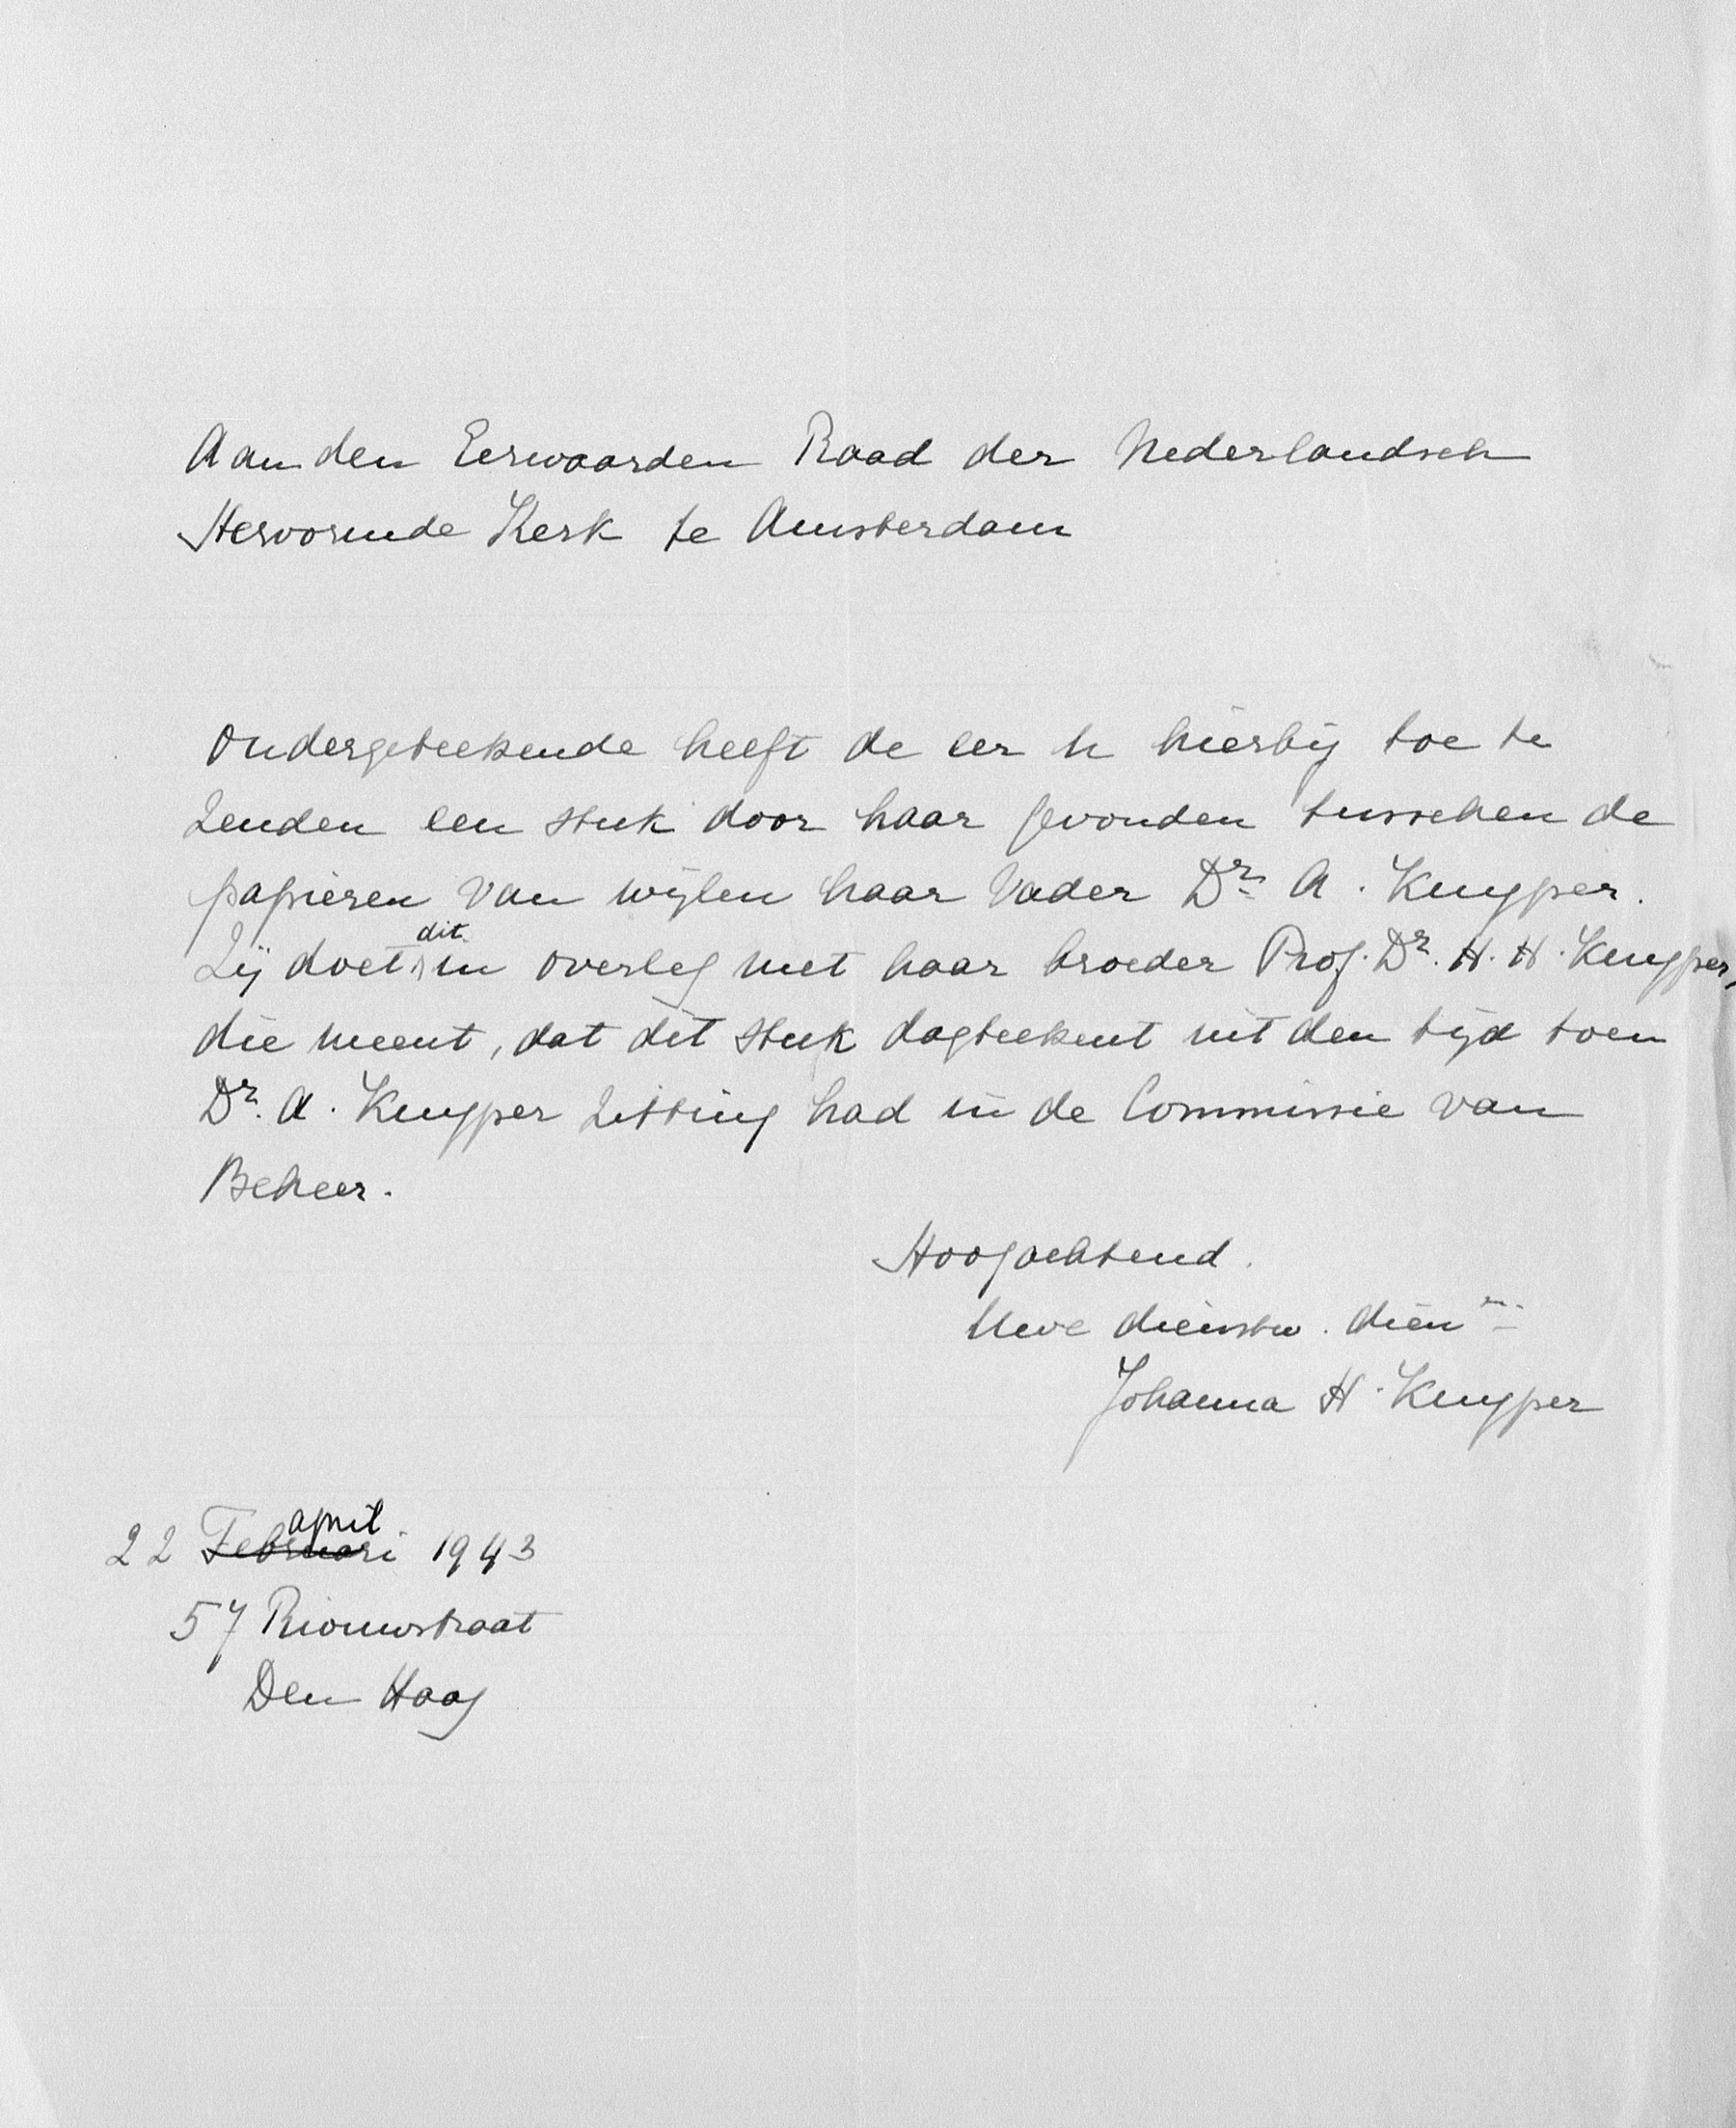 Aan den Eerwaarden Raad der Nederlandsch
Hervormde Kerk te Amsterdam
Ondergeteekende heeft de eer U hierbij toe te
zenden een stuk door haar gevonden tusschen de
papieren van wijlen haar Vader Dr. A. Kuyper.
Zij doet dit in overleg met haar broeder Prof. Dr. H. H. Kuyper,
die meent, dat dit stuk dagteekent uit den tijd toen
Dr. A. Kuyper zitting had in de Commissie van
Beheer.
Hoogachtend.
Uwe dienstw. dien
Johanna H. Kuyper
april
22 Februari 1943
57 Riouwstraat
Den Haag